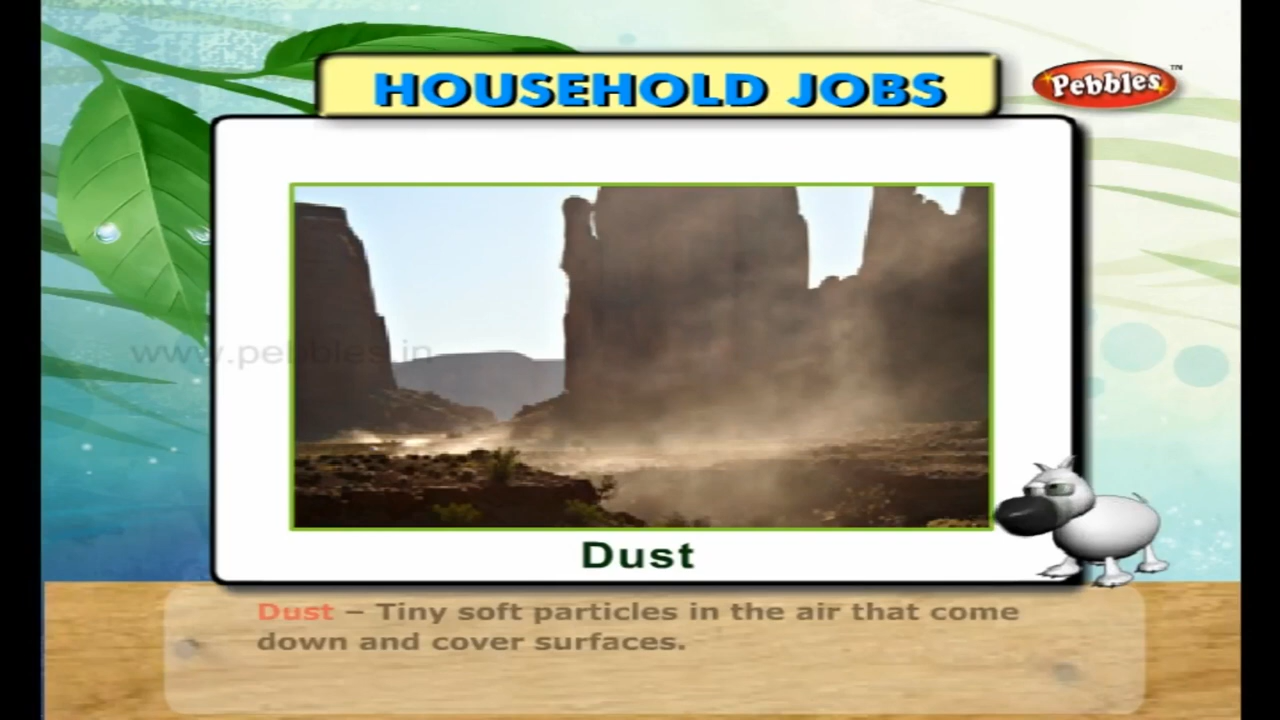 HOUSEHOLD JOBS
Pebbles™
www.pebbles.in
Dust
Dust – Tiny soft particles in the air that come
down and cover surfaces.